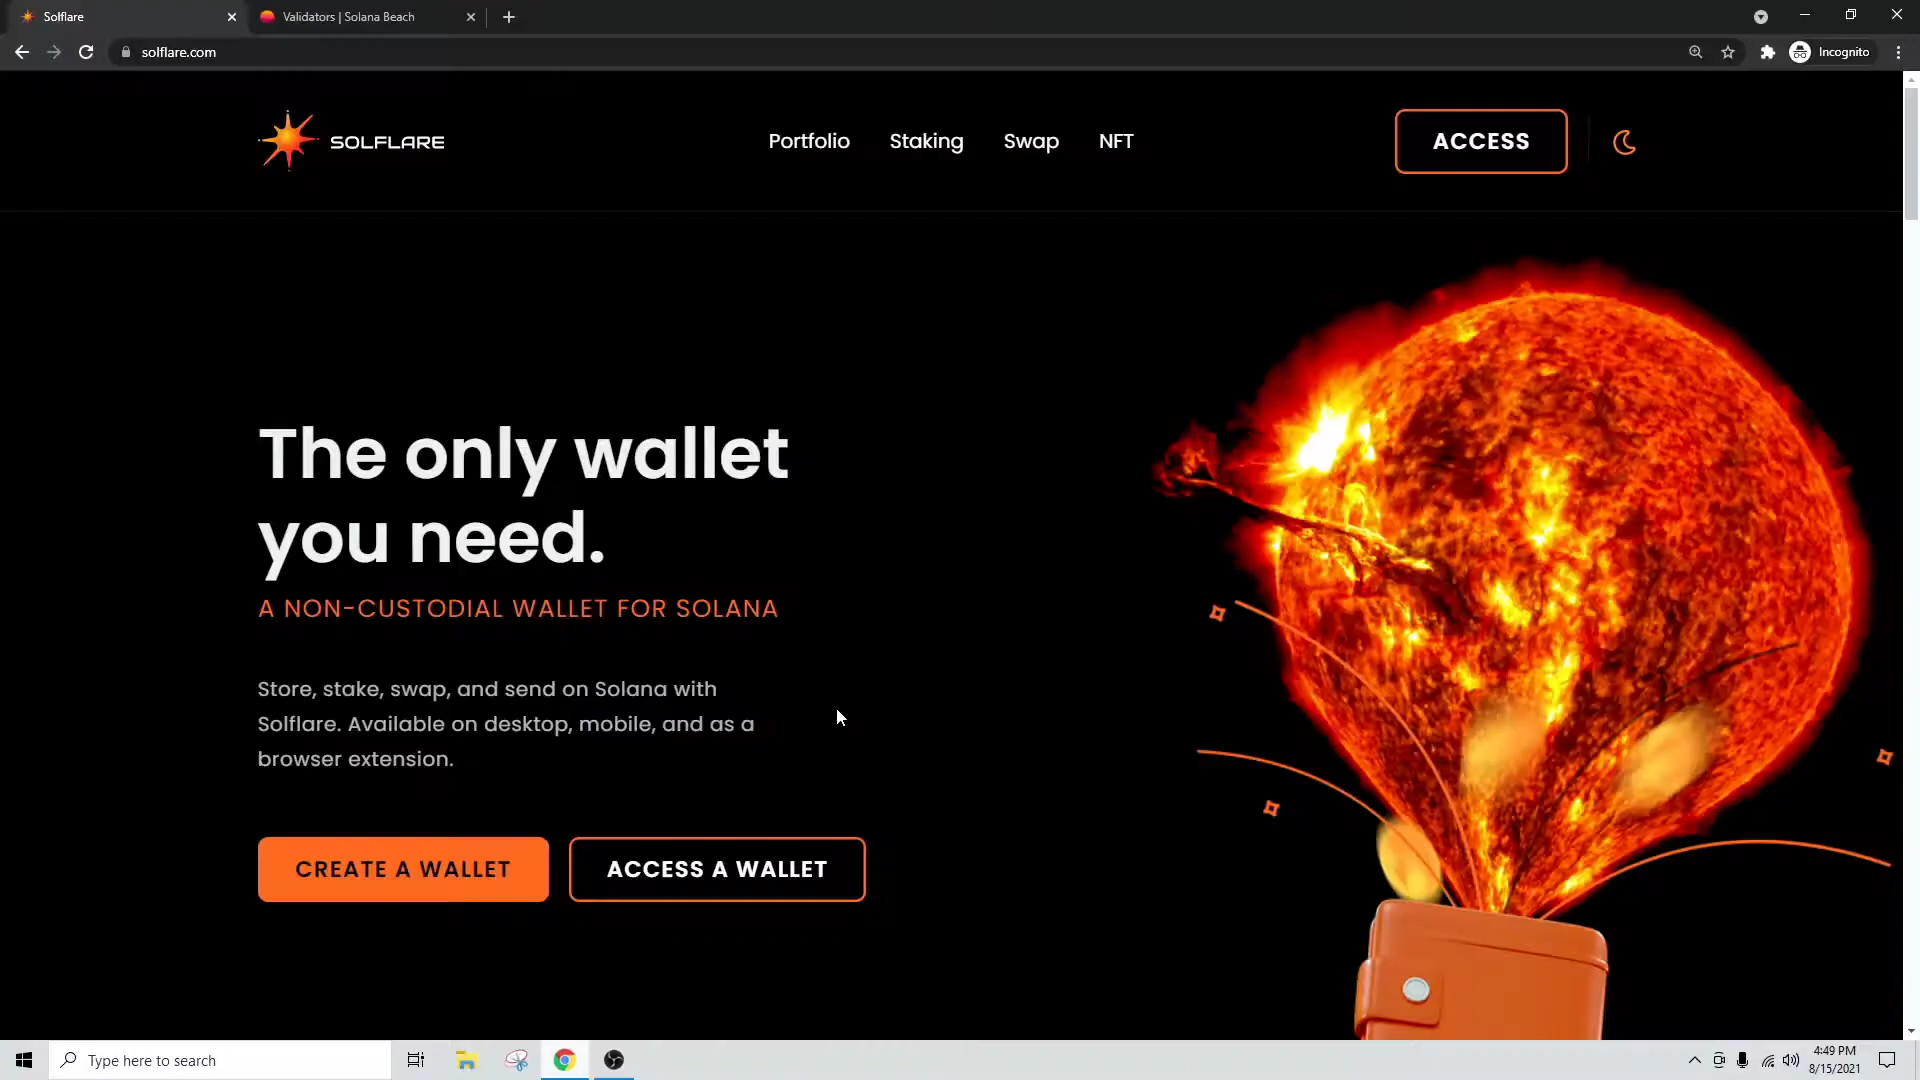 Solflare
Validators | Solana Beach
solflare.com
Incognito
SOLFLARE
Portfolio
Staking
Swap
NFT
ACCESS
The only wallet
you need.
A NON-CUSTODIAL WALLET FOR SOLANA
Store, stake, swap, and send on Solana with
Solflare. Available on desktop, mobile, and as a
browser extension.
CREATE A WALLET
ACCESS A WALLET
Type here to search
4:49 PM
8/15/2021